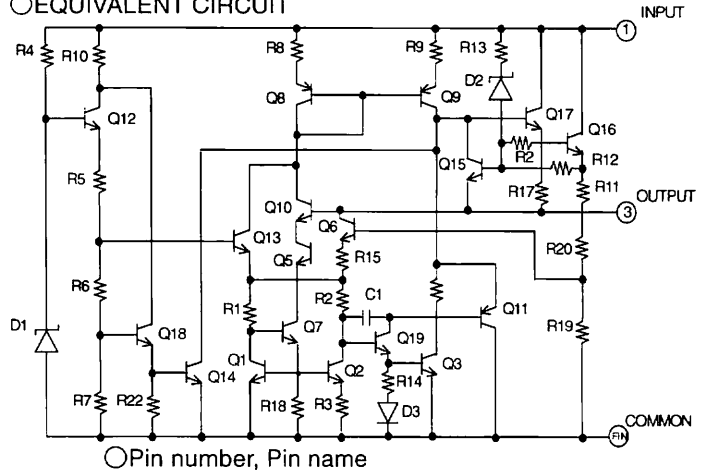 ○EQUIVALENT CIRCUIT
INPUT
1
R4
R10
R8
R9
R13
D2
Q8
Q9
Q12
Q17
Q16
R2
Q15
R12
R5
R17
R11
OUTPUT
3
Q10
Q6
Q13
Q5
R15
R20
R6
R1
R2
C1
Q11
R19
D1
Q18
Q7
Q19
Q1
Q2
Q3
Q14
R14
R7
R22
R18
R3
D3
COMMON
FIN
○Pin number, Pin name